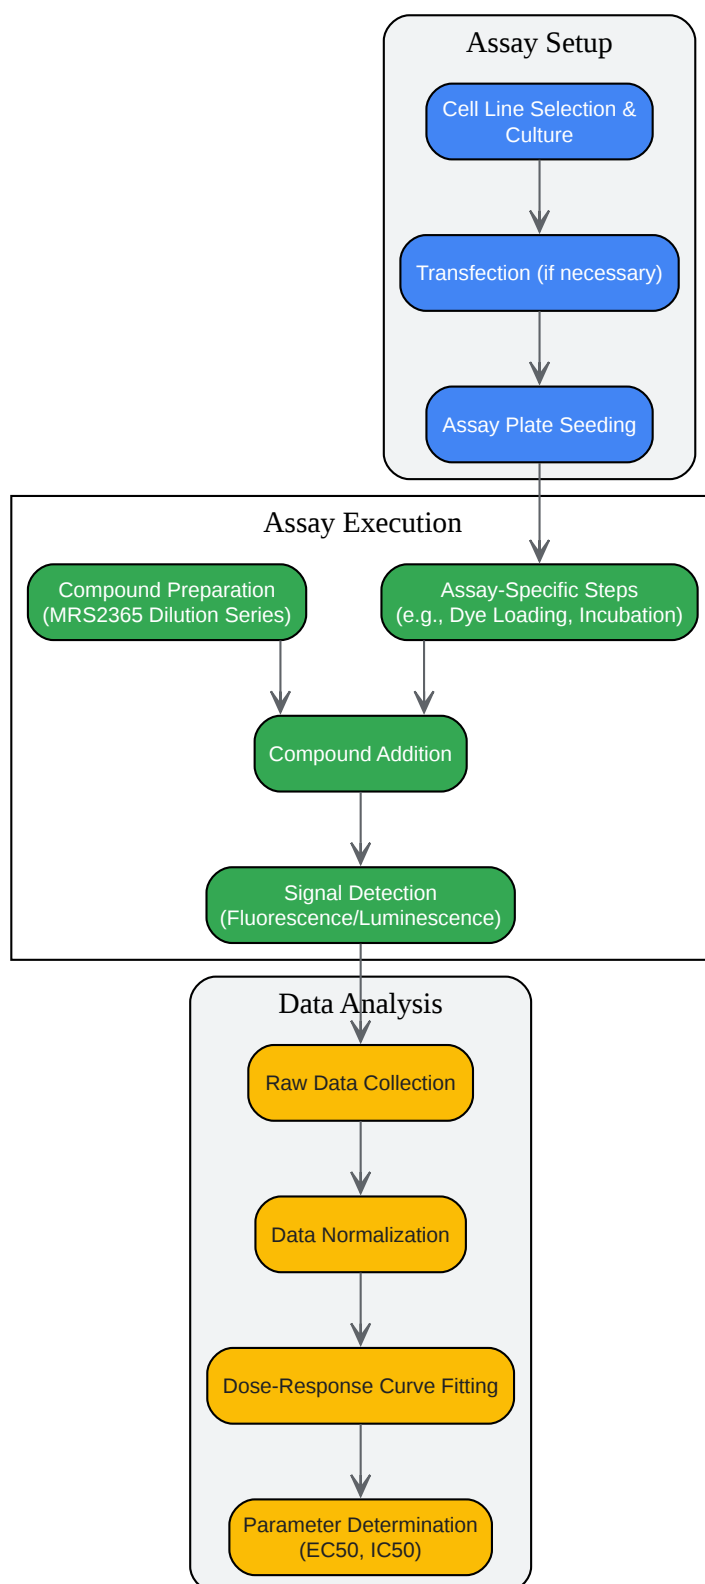 Assay Setup
Cell Line Selection &
Culture
Transfection (if necessary)
Assay Plate Seeding
Assay Execution
Compound Preparation
(MRS2365 Dilution Series)
Assay-Specific Steps
(e.g., Dye Loading, Incubation)
Compound Addition
Signal Detection
(Fluorescence/Luminescence)
Data Analysis
Raw Data Collection
Data Normalization
Dose-Response Curve Fitting
Parameter Determination
(EC50, IC50)